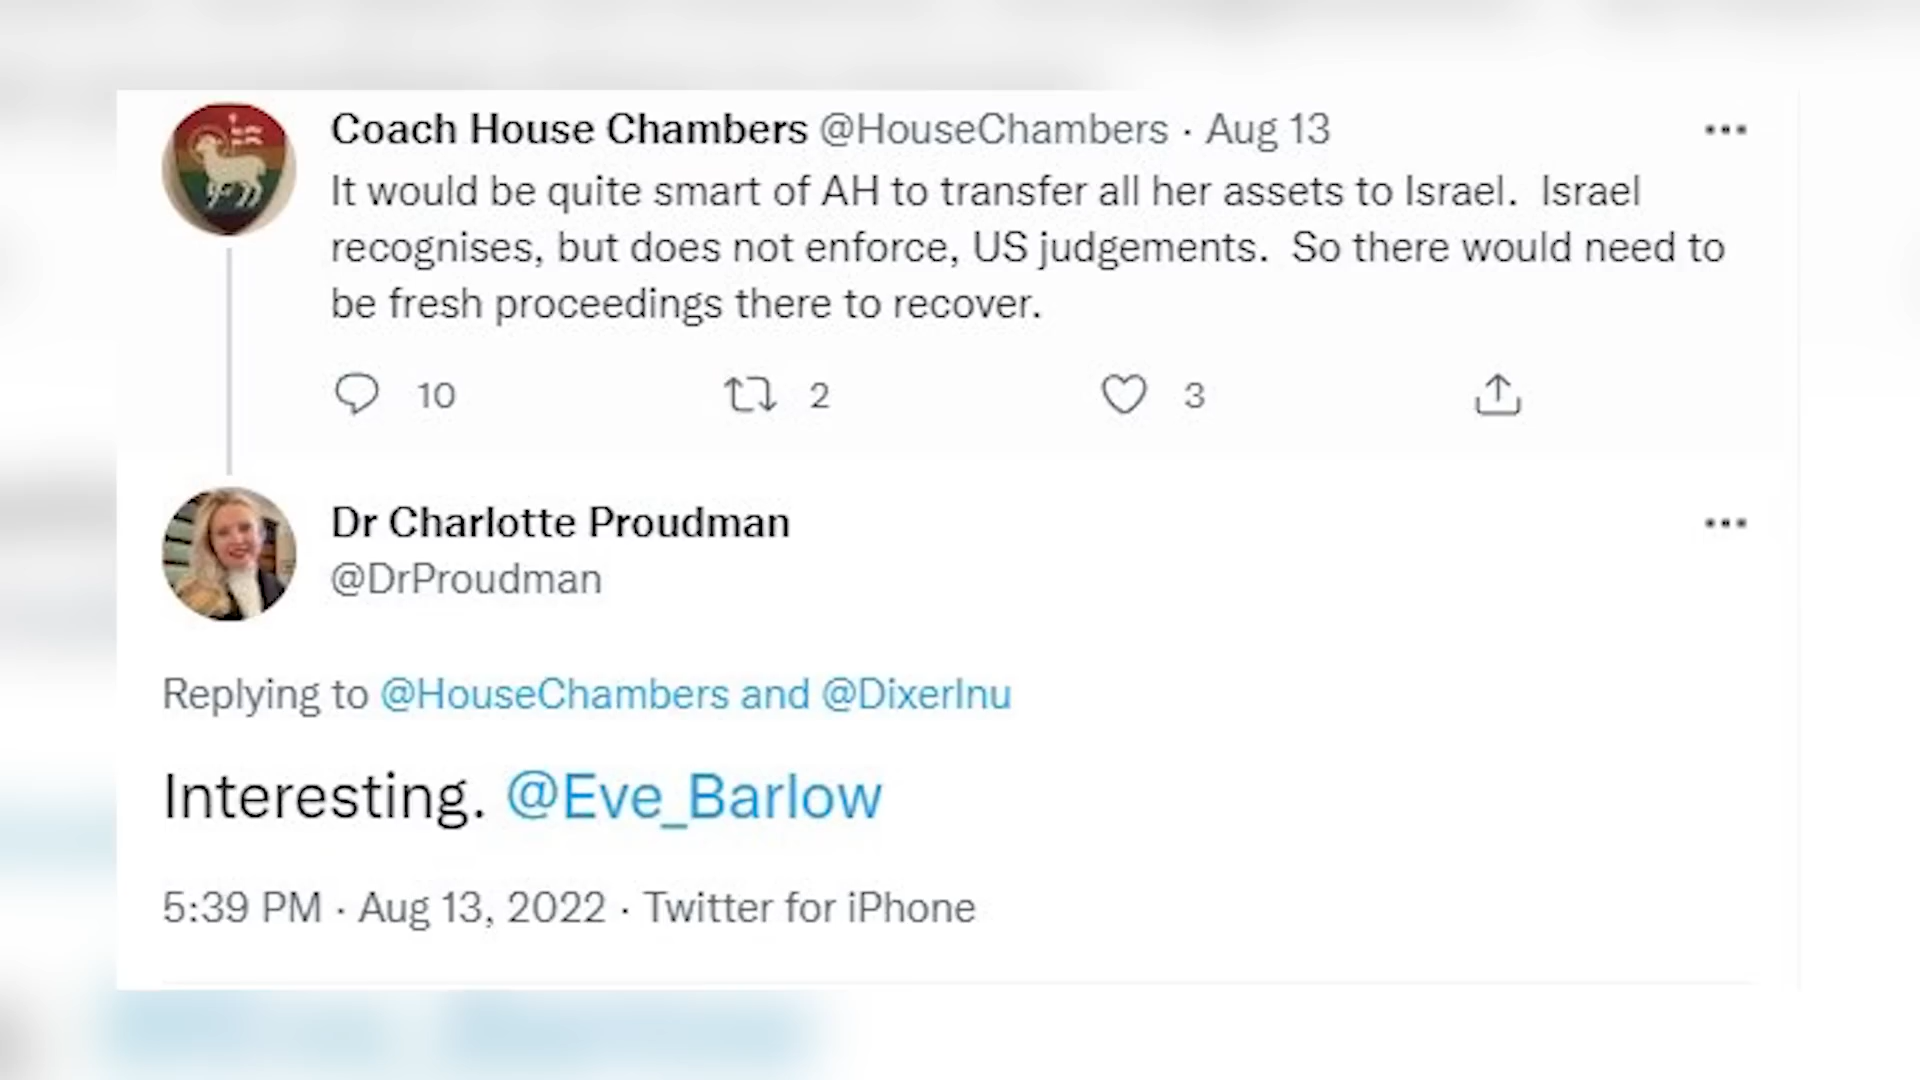 Coach House Chambers @HouseChambers · Aug 13
It would be quite smart of AH to transfer all her assets to Israel.  Israel
recognises, but does not enforce, US judgements.  So there would need to
be fresh proceedings there to recover.
10 2 3
Dr Charlotte Proudman
@DrProudman
Replying to @HouseChambers and @DixerInu
Interesting. @Eve_Barlow
5:39 PM · Aug 13, 2022 · Twitter for iPhone